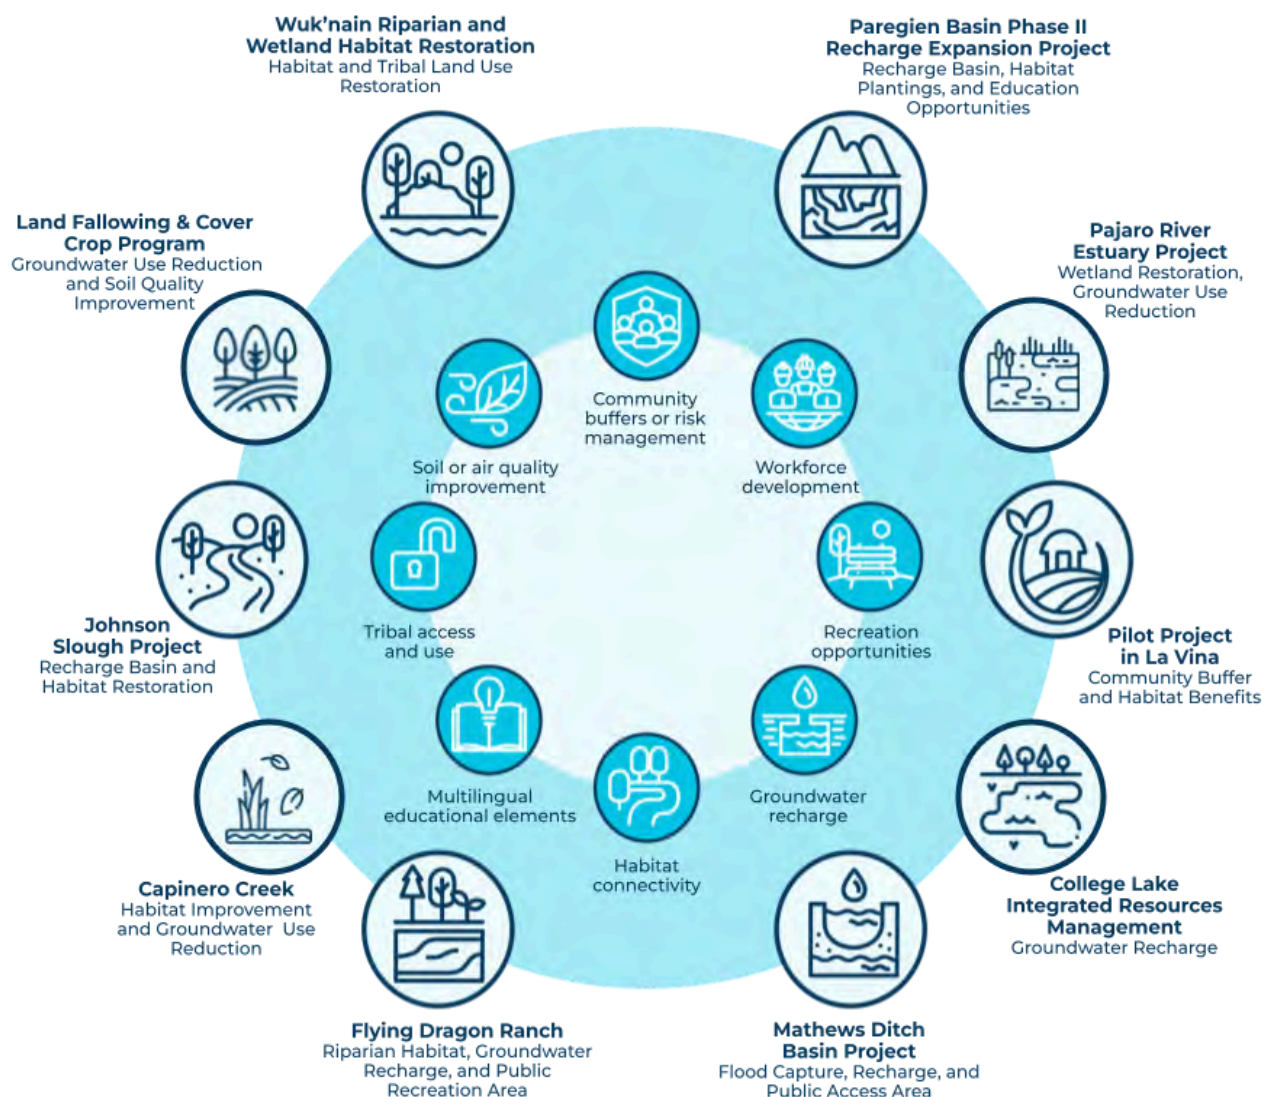 Wuk’nain Riparian and
Wetland Habitat Restoration
Habitat and Tribal Land Use
Restoration
Paregien Basin Phase II
Recharge Expansion Project
Recharge Basin, Habitat
Plantings, and Education
Opportunities
Land Fallowing & Cover
Crop Program
Groundwater Use Reduction
and Soil Quality
Improvement
Pajaro River
Estuary Project
Wetland Restoration,
Groundwater Use
Reduction
Community
buffers or risk
management
Soil or air quality
improvement
Workforce
development
Tribal access
and use
Recreation
opportunities
Johnson
Slough Project
Recharge Basin and
Habitat Restoration
Pilot Project
in La Vina
Community Buffer
and Habitat Benefits
Multilingual
educational elements
Groundwater
recharge
Habitat
connectivity
Capinero Creek
Habitat Improvement
and Groundwater Use
Reduction
College Lake
Integrated Resources
Management
Groundwater Recharge
Flying Dragon Ranch
Riparian Habitat, Groundwater
Recharge, and Public
Recreation Area
Mathews Ditch
Basin Project
Flood Capture, Recharge, and
Public Access Area